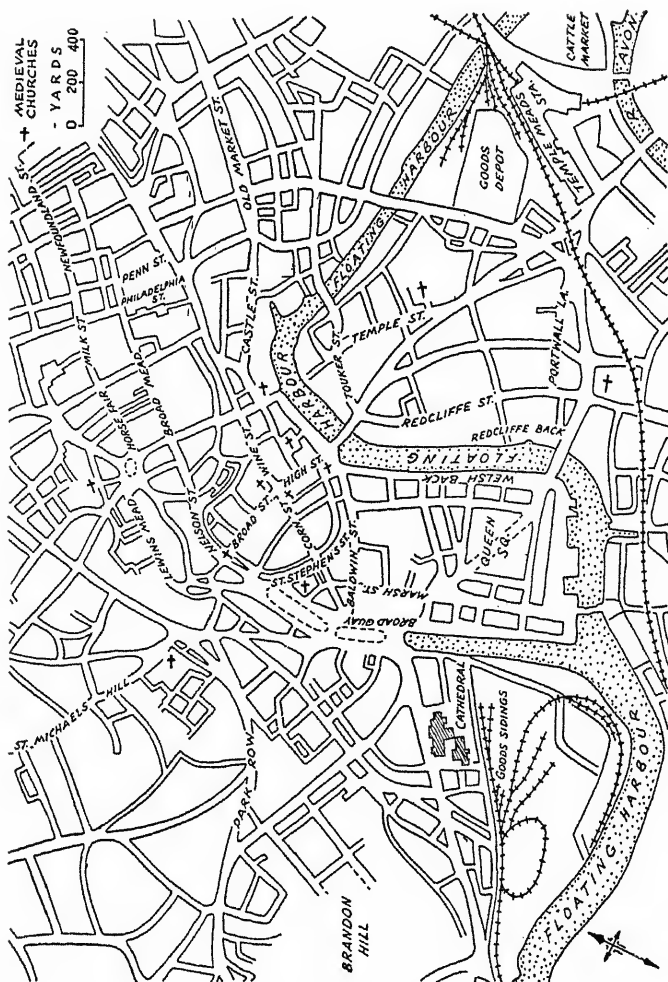 ✝ MEDIEVAL
CHURCHES
- YARDS
0 200 400
NEWFOUNDLAND ST.
PENN ST.
PHILADELPHIA
ST.
MILK ST.
HORSE FAIR
BROAD MEAD
OLD MARKET ST.
CASTLE ST.
LEWINS MEAD
NELSON ST.
WINE ST.
BROAD ST.
HIGH ST.
CORN ST.
ST. STEPHENS ST.
BALDWIN ST.
ST. MICHAELS HILL
PARK ROW
BRANDON
HILL
BROAD QUAY
MARSH ST.
QUEEN
SQ.
WELSH BACK
REDCLIFFE BACK
REDCLIFFE ST.
TEMPLE ST.
TOUKER ST.
PORTWALL LA.
FLOATING HARBOUR
HARBOUR
FLOATING
GOODS
DEPOT
TEMPLE MEADS STA.
CATTLE
MARKET
R. AVON
CATHEDRAL
GOODS SIDINGS
FLOATING HARBOUR